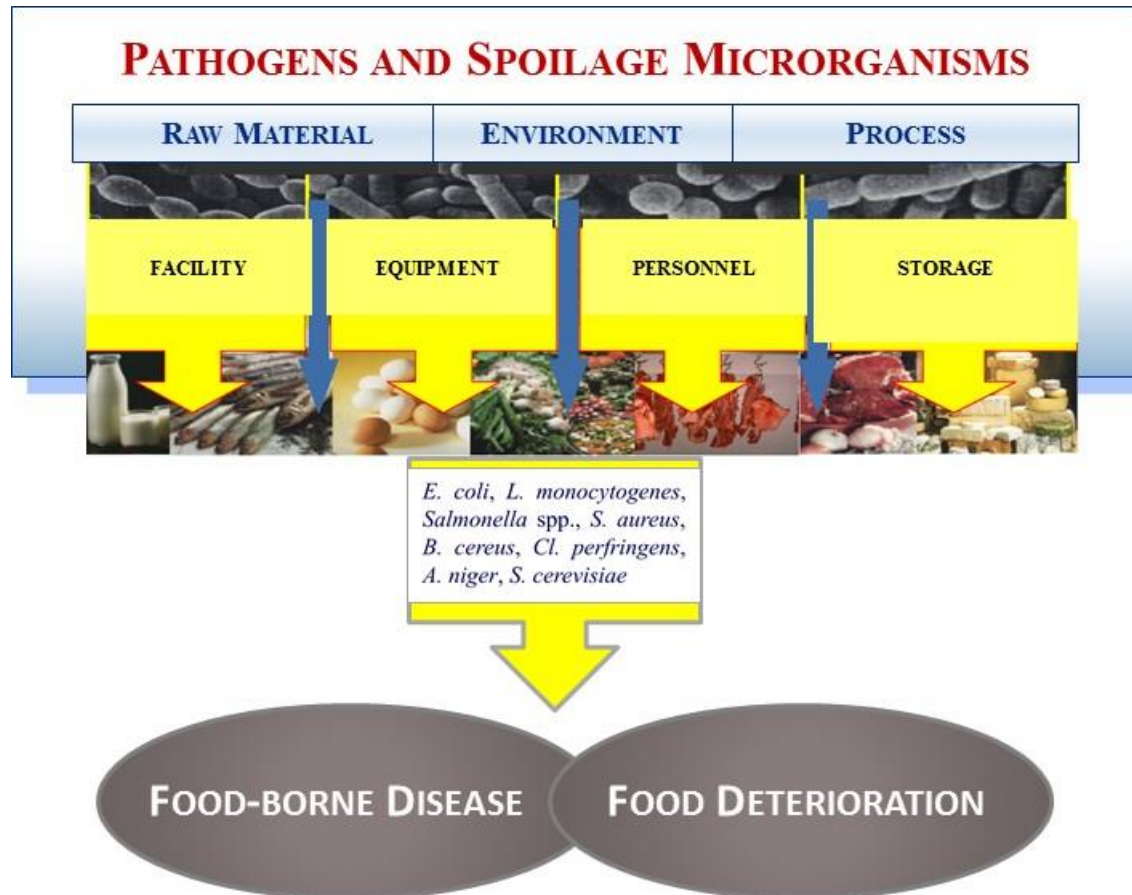 PATHOGENS AND SPOILAGE MICRORGANISMS
RAW MATERIAL
ENVIRONMENT
PROCESS
FACILITY
EQUIPMENT
PERSONNEL
STORAGE
E. coli, L. monocytogenes,
Salmonella spp., S. aureus,
B. cereus, Cl. perfringens,
A. niger, S. cerevisiae
FOOD-BORNE DISEASE
FOOD DETERIORATION